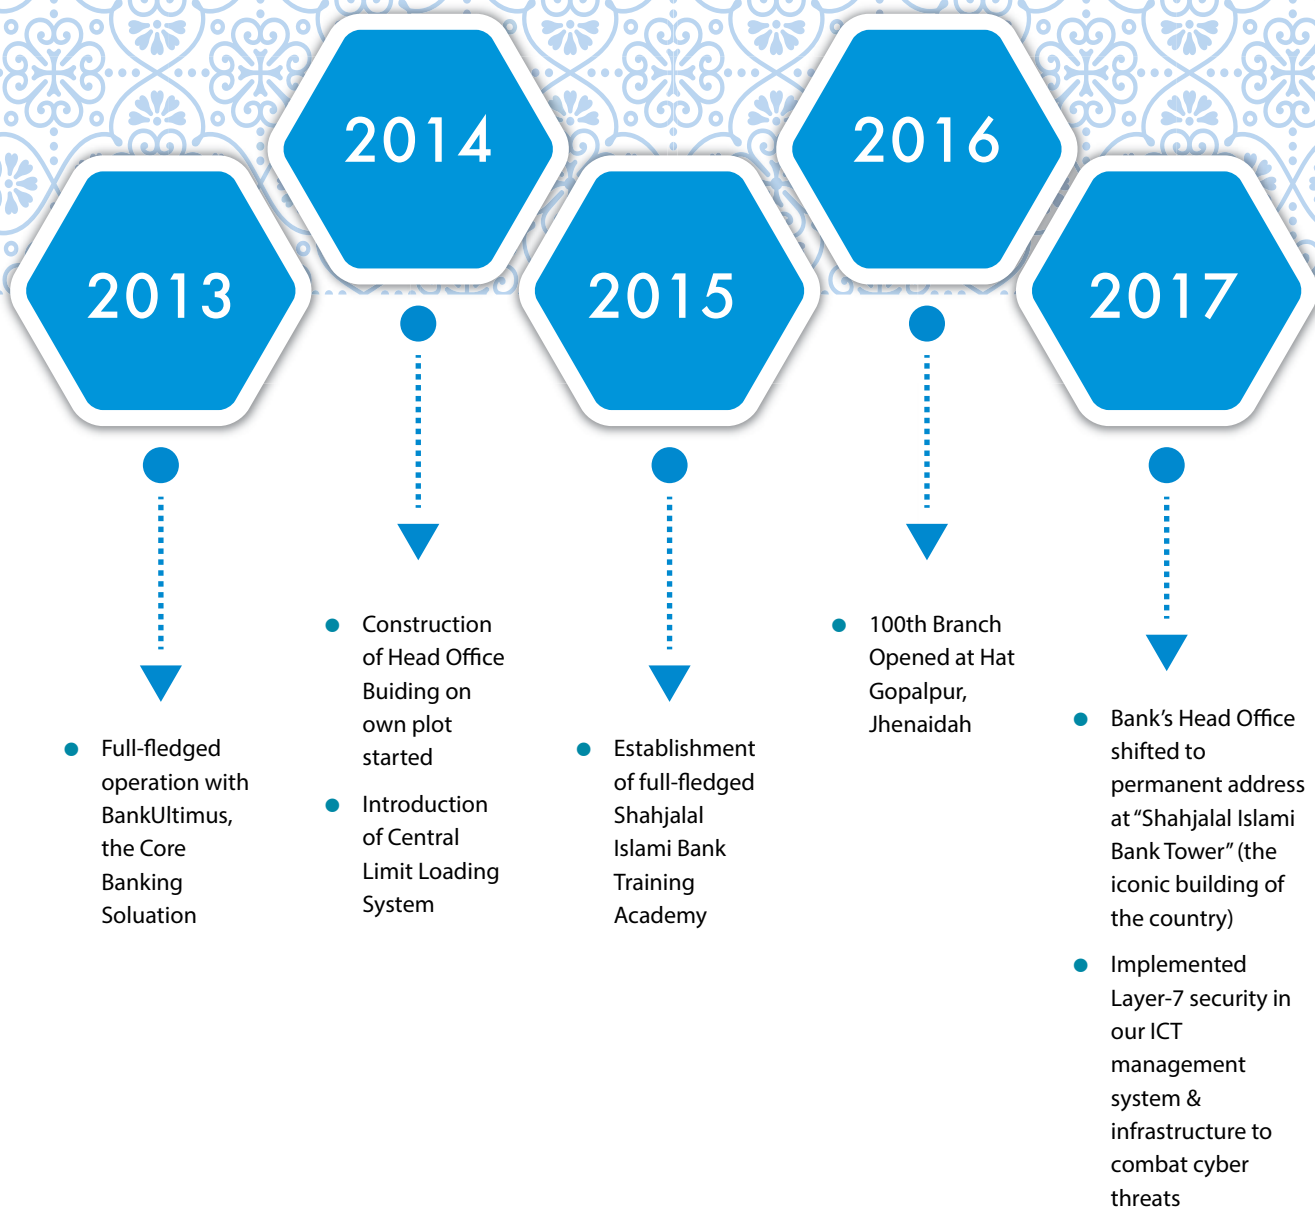 2013
Full-fledged
operation with
BankUltimus,
the Core
Banking
Soluation
2014
Construction
of Head Office
Buiding on
own plot
started
Introduction
of Central
Limit Loading
System
2015
Establishment
of full-fledged
Shahjalal
Islami Bank
Training
Academy
2016
100th Branch
Opened at Hat
Gopalpur,
Jhenaidah
2017
Bank’s Head Office
shifted to
permanent address
at “Shahjalal Islami
Bank Tower” (the
iconic building of
the country)
Implemented
Layer-7 security in
our ICT
management
system &
infrastructure to
combat cyber
threats